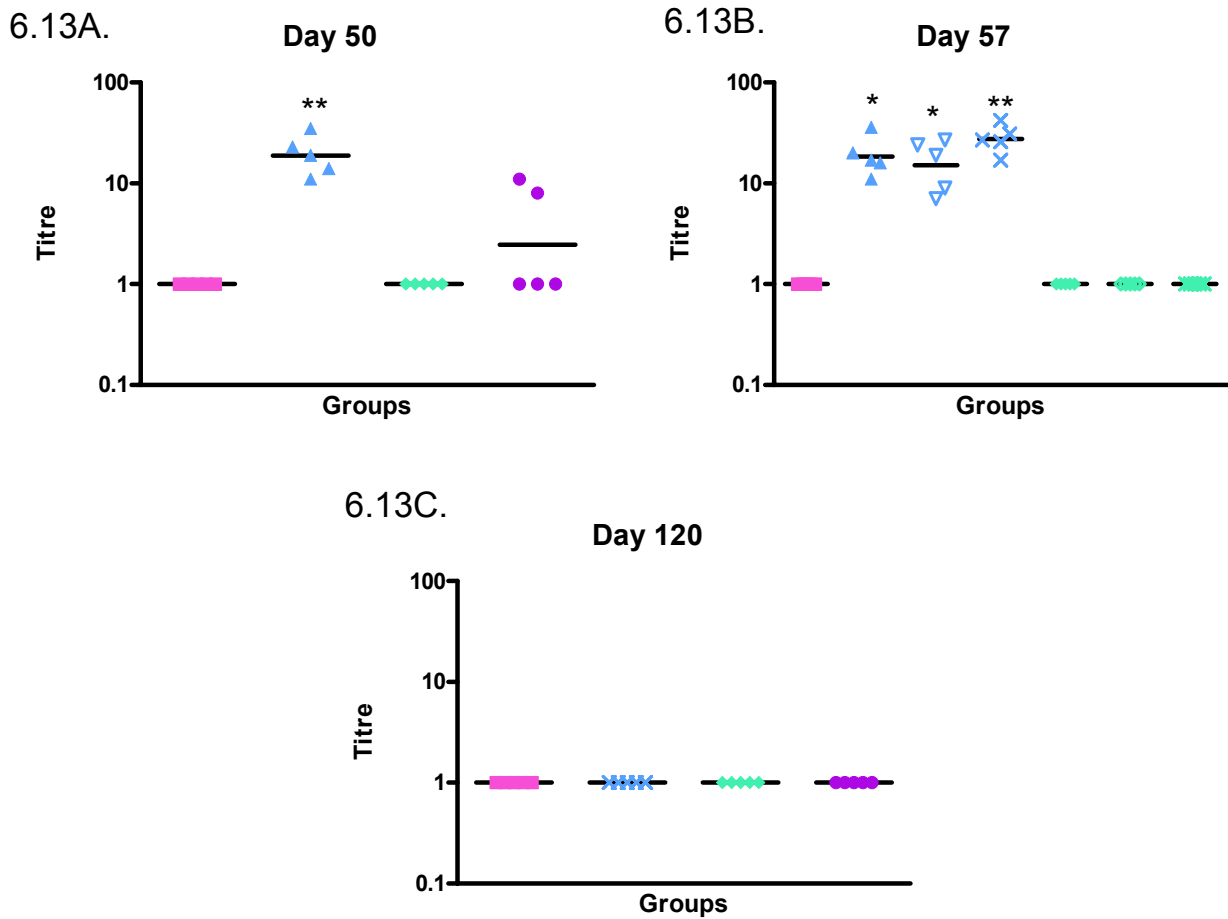 6.13A.
Day 50
100
10
1
0.1
Titre
**
Groups
6.13B.
Day 57
100
10
1
0.1
Titre
*
*
**
Groups
6.13C.
Day 120
100
10
1
0.1
Titre
Groups